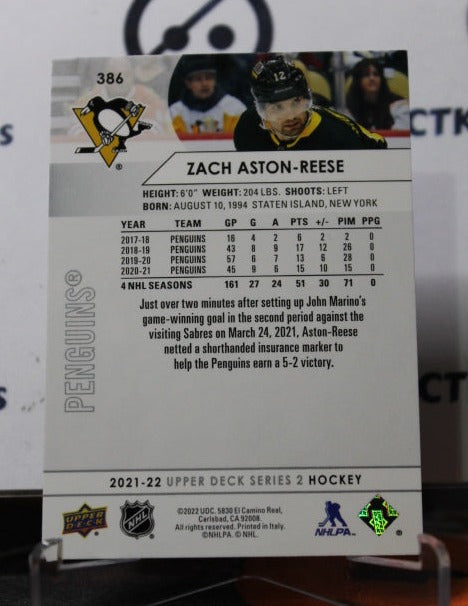 386
12
ZACH ASTON-REESE
HEIGHT: 6'0" WEIGHT: 204 LBS. SHOOTS: LEFT
BORN: AUGUST 10, 1994 STATEN ISLAND, NEW YORK
YEAR TEAM GP G A PTS +/- PIM PPG
2017-18 PENGUINS 16 4 2 6 2 2 0
2018-19 PENGUINS 43 8 9 17 12 26 0
2019-20 PENGUINS 57 6 7 13 6 28 0
2020-21 PENGUINS 45 9 6 15 10 15 0
4 NHL SEASONS 161 27 24 51 30 71 0
Just over two minutes after setting up John Marino's
game-winning goal in the second period against the
visiting Sabres on March 24, 2021, Aston-Reese
netted a shorthanded insurance marker to
help the Penguins earn a 5-2 victory.
PENGUINS®
2021-22 UPPER DECK SERIES 2 HOCKEY
UPPER DECK
NHL
©2022 UDC. 5830 El Camino Real,
Carlsbad, CA 92008.
All rights reserved. Printed in Italy.
©NHLPA. © NHL.
NHLPA